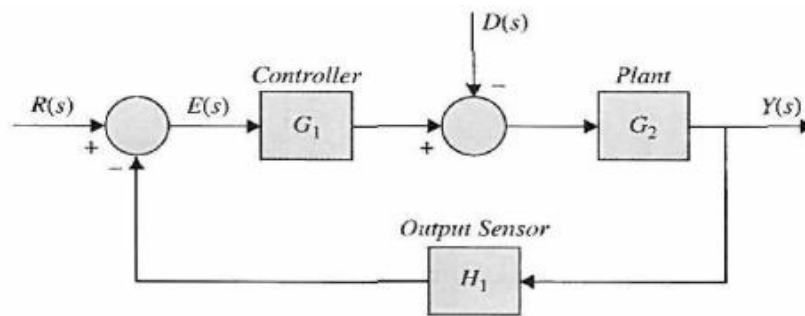 D(s)
Controller
Plant
R(s)
E(s)
Y(s)
G₁
G₂
+
−
+
−
Output Sensor
H₁